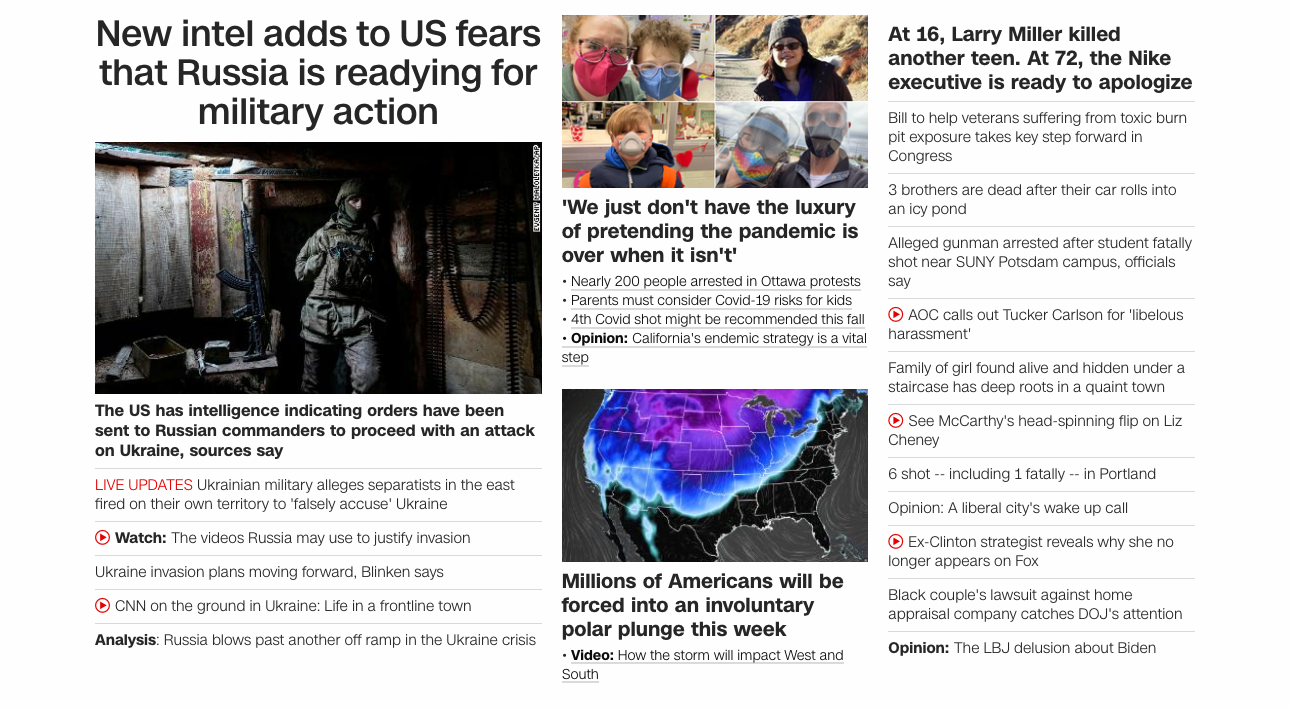 New intel adds to US fears
that Russia is readying for
military action
The US has intelligence indicating orders have been
sent to Russian commanders to proceed with an attack
on Ukraine, sources say
LIVE UPDATES Ukrainian military alleges separatists in the east
fired on their own territory to 'falsely accuse' Ukraine
Watch: The videos Russia may use to justify invasion
Ukraine invasion plans moving forward, Blinken says
CNN on the ground in Ukraine: Life in a frontline town
Analysis: Russia blows past another off ramp in the Ukraine crisis
'We just don't have the luxury
of pretending the pandemic is
over when it isn't'
• Nearly 200 people arrested in Ottawa protests
• Parents must consider Covid-19 risks for kids
• 4th Covid shot might be recommended this fall
• Opinion: California's endemic strategy is a vital
step
Millions of Americans will be
forced into an involuntary
polar plunge this week
• Video: How the storm will impact West and
South
At 16, Larry Miller killed
another teen. At 72, the Nike
executive is ready to apologize
Bill to help veterans suffering from toxic burn
pit exposure takes key step forward in
Congress
3 brothers are dead after their car rolls into
an icy pond
Alleged gunman arrested after student fatally
shot near SUNY Potsdam campus, officials
say
AOC calls out Tucker Carlson for 'libelous
harassment'
Family of girl found alive and hidden under a
staircase has deep roots in a quaint town
See McCarthy's head-spinning flip on Liz
Cheney
6 shot -- including 1 fatally -- in Portland
Opinion: A liberal city's wake up call
Ex-Clinton strategist reveals why she no
longer appears on Fox
Black couple's lawsuit against home
appraisal company catches DOJ's attention
Opinion: The LBJ delusion about Biden